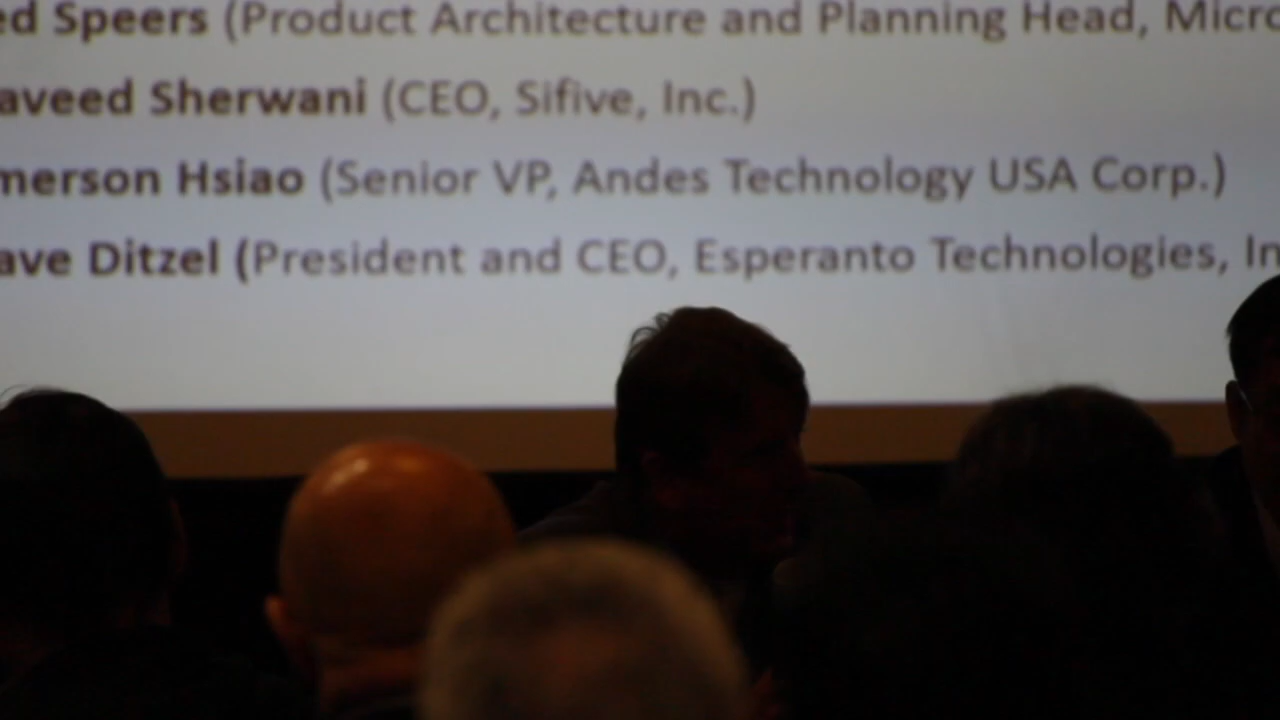 ed Speers (Product Architecture and Planning Head, Micro
aveed Sherwani (CEO, Sifive, Inc.)
merson Hsiao (Senior VP, Andes Technology USA Corp.)
ave Ditzel (President and CEO, Esperanto Technologies, In